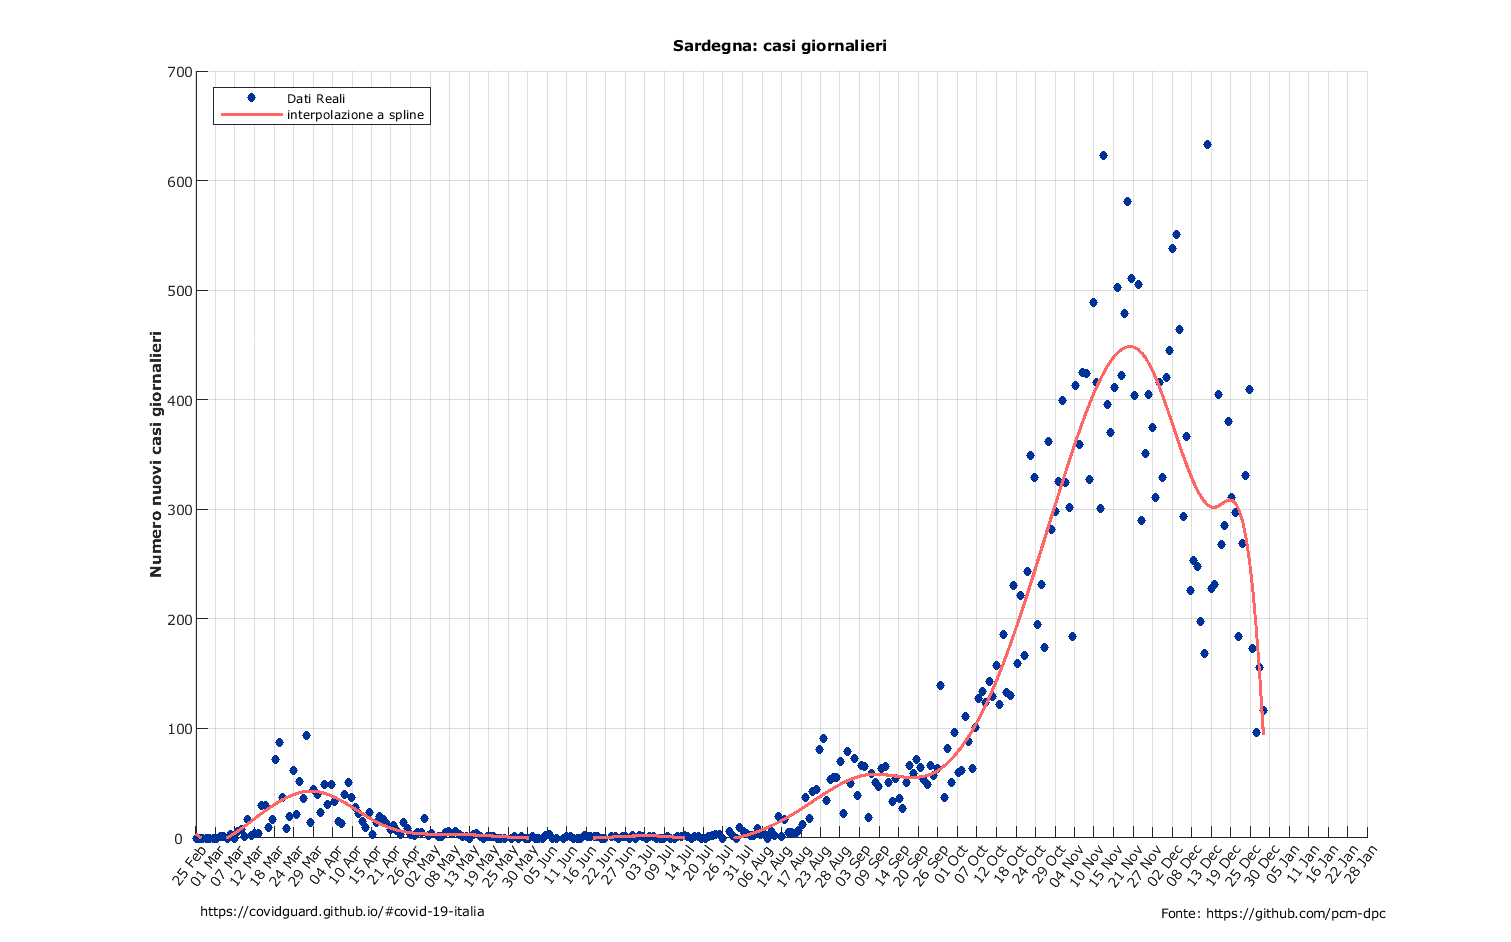 Sardegna: casi giornalieri
Dati Reali
interpolazione a spline
Numero nuovi casi giornalieri
700
600
500
400
300
200
100
0
25 Feb
01 Mar
07 Mar
12 Mar
18 Mar
24 Mar
29 Mar
04 Apr
10 Apr
15 Apr
21 Apr
26 Apr
02 May
08 May
13 May
19 May
25 May
30 May
05 Jun
11 Jun
16 Jun
22 Jun
27 Jun
03 Jul
09 Jul
14 Jul
20 Jul
26 Jul
31 Jul
06 Aug
12 Aug
17 Aug
23 Aug
28 Aug
03 Sep
09 Sep
14 Sep
20 Sep
26 Sep
01 Oct
07 Oct
12 Oct
18 Oct
24 Oct
29 Oct
04 Nov
10 Nov
15 Nov
21 Nov
27 Nov
02 Dec
08 Dec
13 Dec
19 Dec
25 Dec
30 Dec
05 Jan
11 Jan
16 Jan
22 Jan
28 Jan
https://covidguard.github.io/#covid-19-italia
Fonte: https://github.com/pcm-dpc